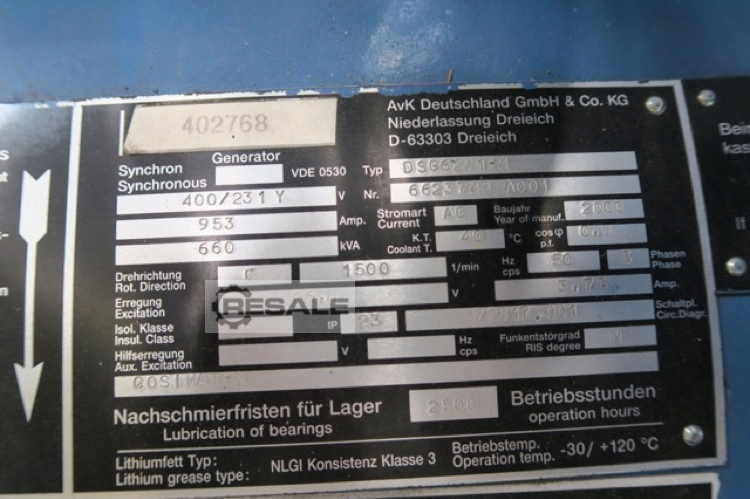 402768
AvK Deutschland GmbH & Co. KG
Niederlassung Dreieich
D-63303 Dreieich
Generator
Synchron
Synchronous
VDE 0530
Typ
400/231 Y
V
Nr.
953
Amp.
Stromart
Current
AC
Baujahr
Year of manuf.
2000
660
kVA
K.T.
Coolant T.
40
°C
cosφ
p.f.
Drehrichtung
Rot. Direction
1500
1/min
Hz
cps
50
3
Phasen
Phase
Erregung
Excitation
V
Amp.
RESALE
Isol. Klasse
Insul. Class
IP
23
Schaltpl.
Circ.Diagr.
Hilfserregung
Aux. Excitation
V
Hz
cps
Funkentstörgrad
RIS degree
N
Nachschmierfristen für Lager
Lubrication of bearings
Betriebsstunden
operation hours
Lithiumfett Typ:
Lithium grease type:
NLGI Konsistenz Klasse 3
Betriebstemp.
Operation temp.
-30/ +120 °C